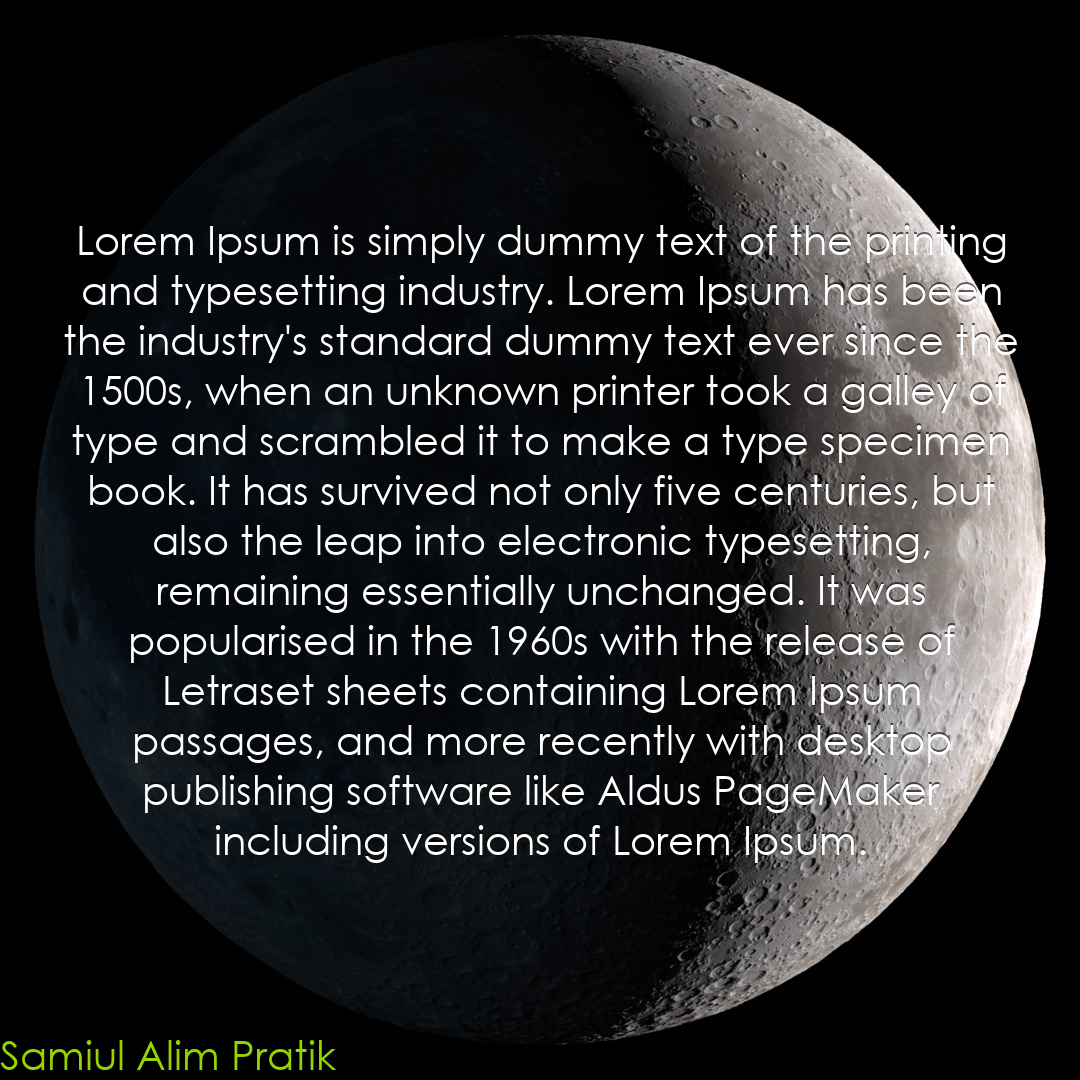 Lorem Ipsum is simply dummy text of the printing
and typesetting industry. Lorem Ipsum has been
the industry's standard dummy text ever since the
1500s, when an unknown printer took a galley of
type and scrambled it to make a type specimen
book. It has survived not only five centuries, but
also the leap into electronic typesetting,
remaining essentially unchanged. It was
popularised in the 1960s with the release of
Letraset sheets containing Lorem Ipsum
passages, and more recently with desktop
publishing software like Aldus PageMaker
including versions of Lorem Ipsum.
Samiul Alim Pratik